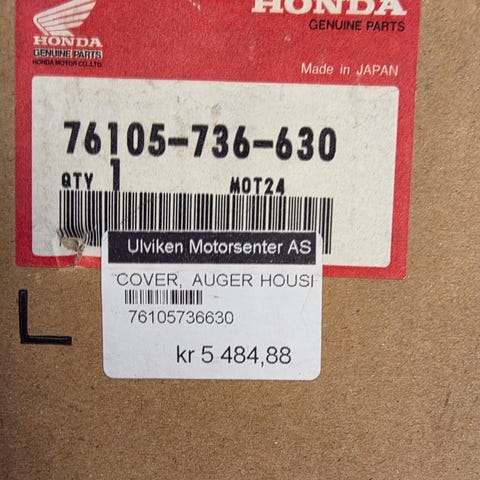 HONDA
GENUINE PARTS
HONDA MOTOR CO.,LTD.
HONDA
GENUINE PARTS
Made in JAPAN
76105-736-630
QTY 1 MOT24
Ulviken Motorsenter AS
COVER, AUGER HOUSI
76105736630
kr 5 484,88
L